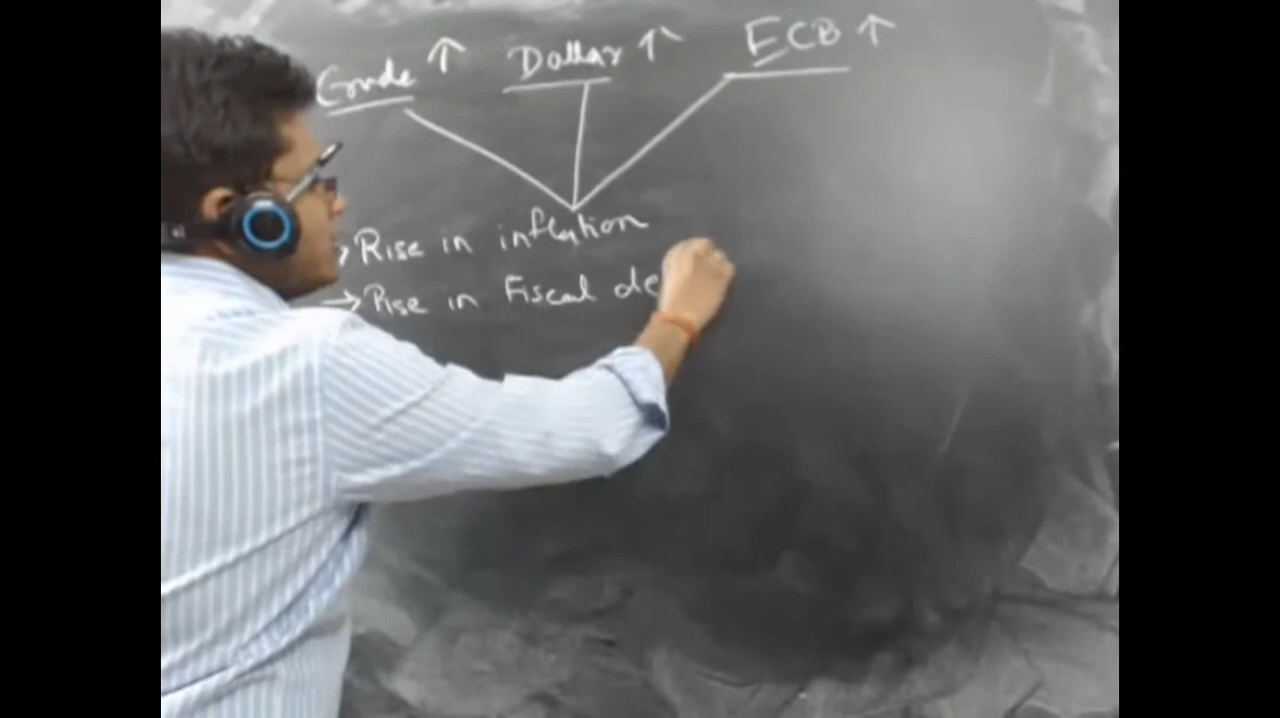 Crude ↑ Dollar ↑ ECB ↑
→ Rise in inflation
→ Rise in Fiscal de